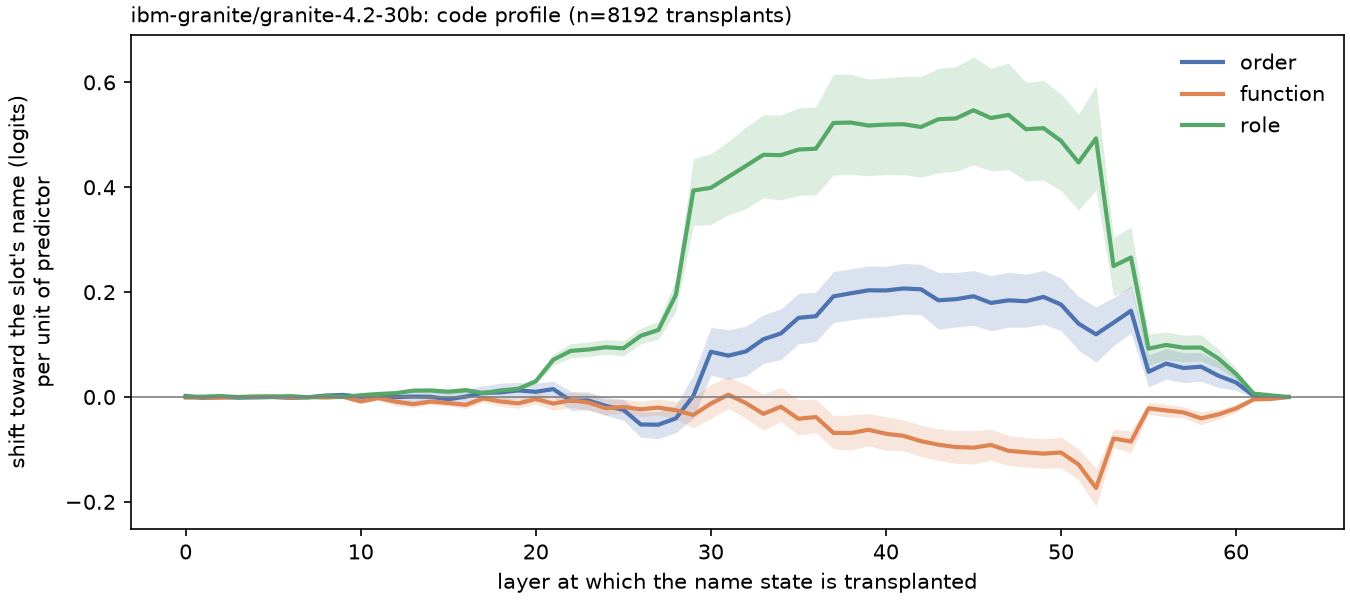 ibm-granite/granite-4.2-30b: code profile (n=8192 transplants)
shift toward the slot's name (logits)
per unit of predictor
0.6
0.4
0.2
0.0
−0.2
order
function
role
0 10 20 30 40 50 60
layer at which the name state is transplanted